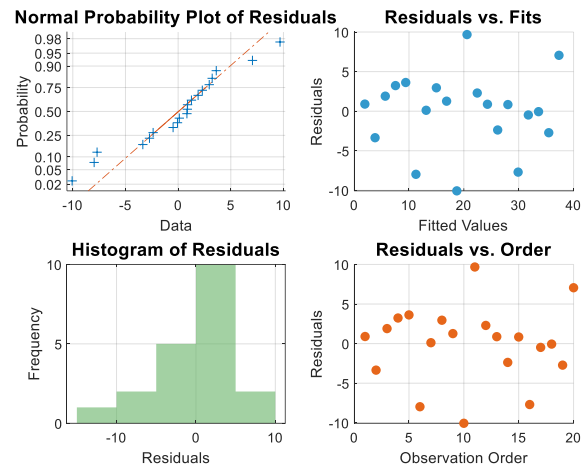 Normal Probability Plot of Residuals
0.98
0.95
0.90
0.75
0.50
0.25
0.10
0.05
0.02
Probability
-10 -5 0 5 10
Data
Residuals vs. Fits
10
5
0
-5
-10
Residuals
0 10 20 30 40
Fitted Values
Histogram of Residuals
10
5
0
Frequency
-10 0 10
Residuals
Residuals vs. Order
10
5
0
-5
-10
Residuals
0 5 10 15 20
Observation Order